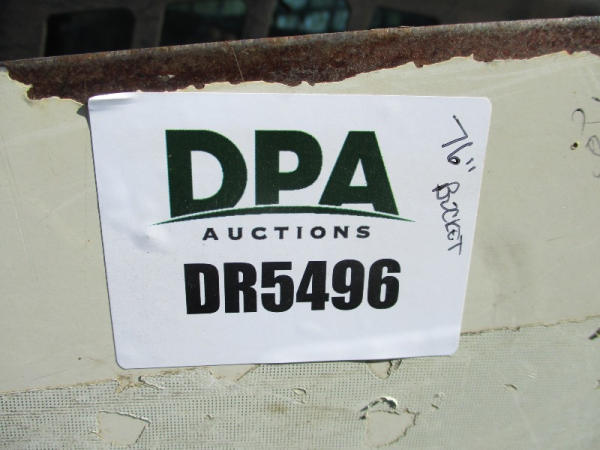 DPA
AUCTIONS
DR5496
76"
BUCKET